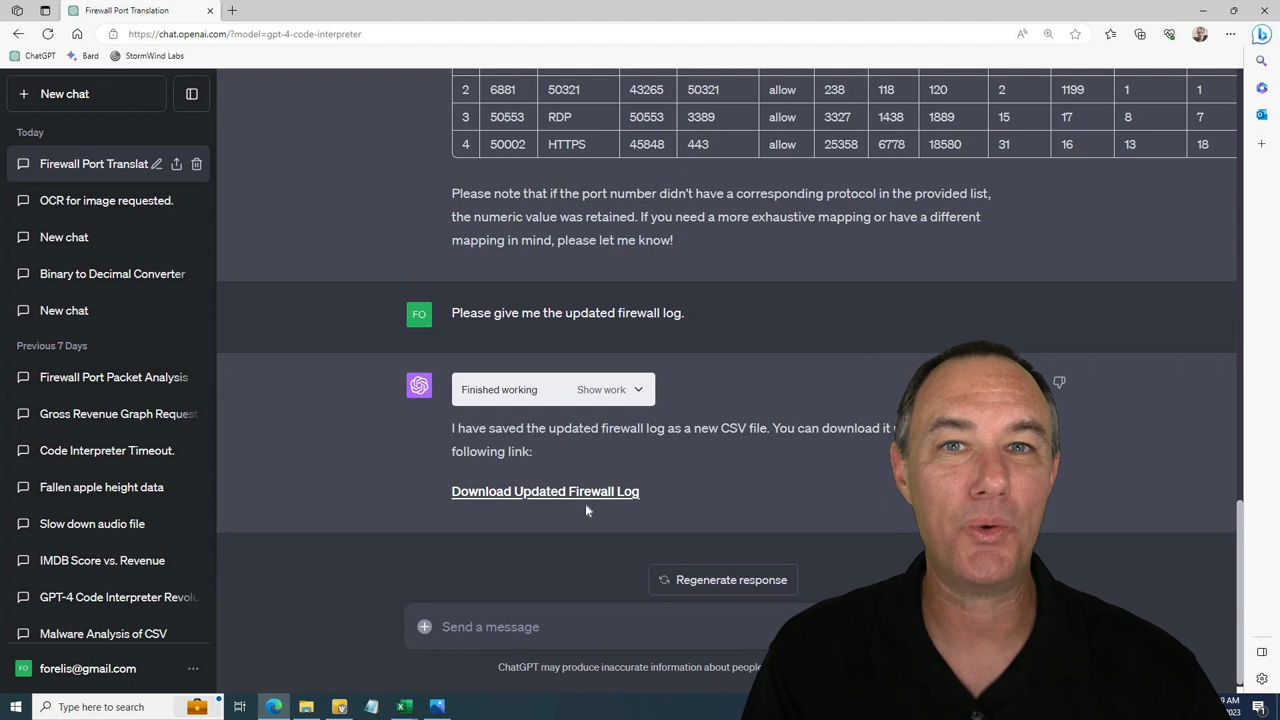 Firewall Port Translation
https://chat.openai.com/?model=gpt-4-code-interpreter
ChatGPT
Bard
StormWind Labs
New chat
Today
Firewall Port Translat
OCR for image requested.
New chat
Binary to Decimal Converter
New chat
Previous 7 Days
Firewall Port Packet Analysis
Gross Revenue Graph Request
Code Interpreter Timeout.
Fallen apple height data
Slow down audio file
IMDB Score vs. Revenue
GPT-4 Code Interpreter Revolu
Malware Analysis of CSV
FO forelis@gmail.com
2 6881 50321 43265 50321 allow 238 118 120 2 1199 1 1
3 50553 RDP 50553 3389 allow 3327 1438 1889 15 17 8 7
4 50002 HTTPS 45848 443 allow 25358 6778 18580 31 16 13 18
Please note that if the port number didn't have a corresponding protocol in the provided list,
the numeric value was retained. If you need a more exhaustive mapping or have a different
mapping in mind, please let me know!
FO Please give me the updated firewall log.
Finished working Show work
I have saved the updated firewall log as a new CSV file. You can download it
following link:
Download Updated Firewall Log
Regenerate response
Send a message
ChatGPT may produce inaccurate information about people
Type here to search
AM
2023
1